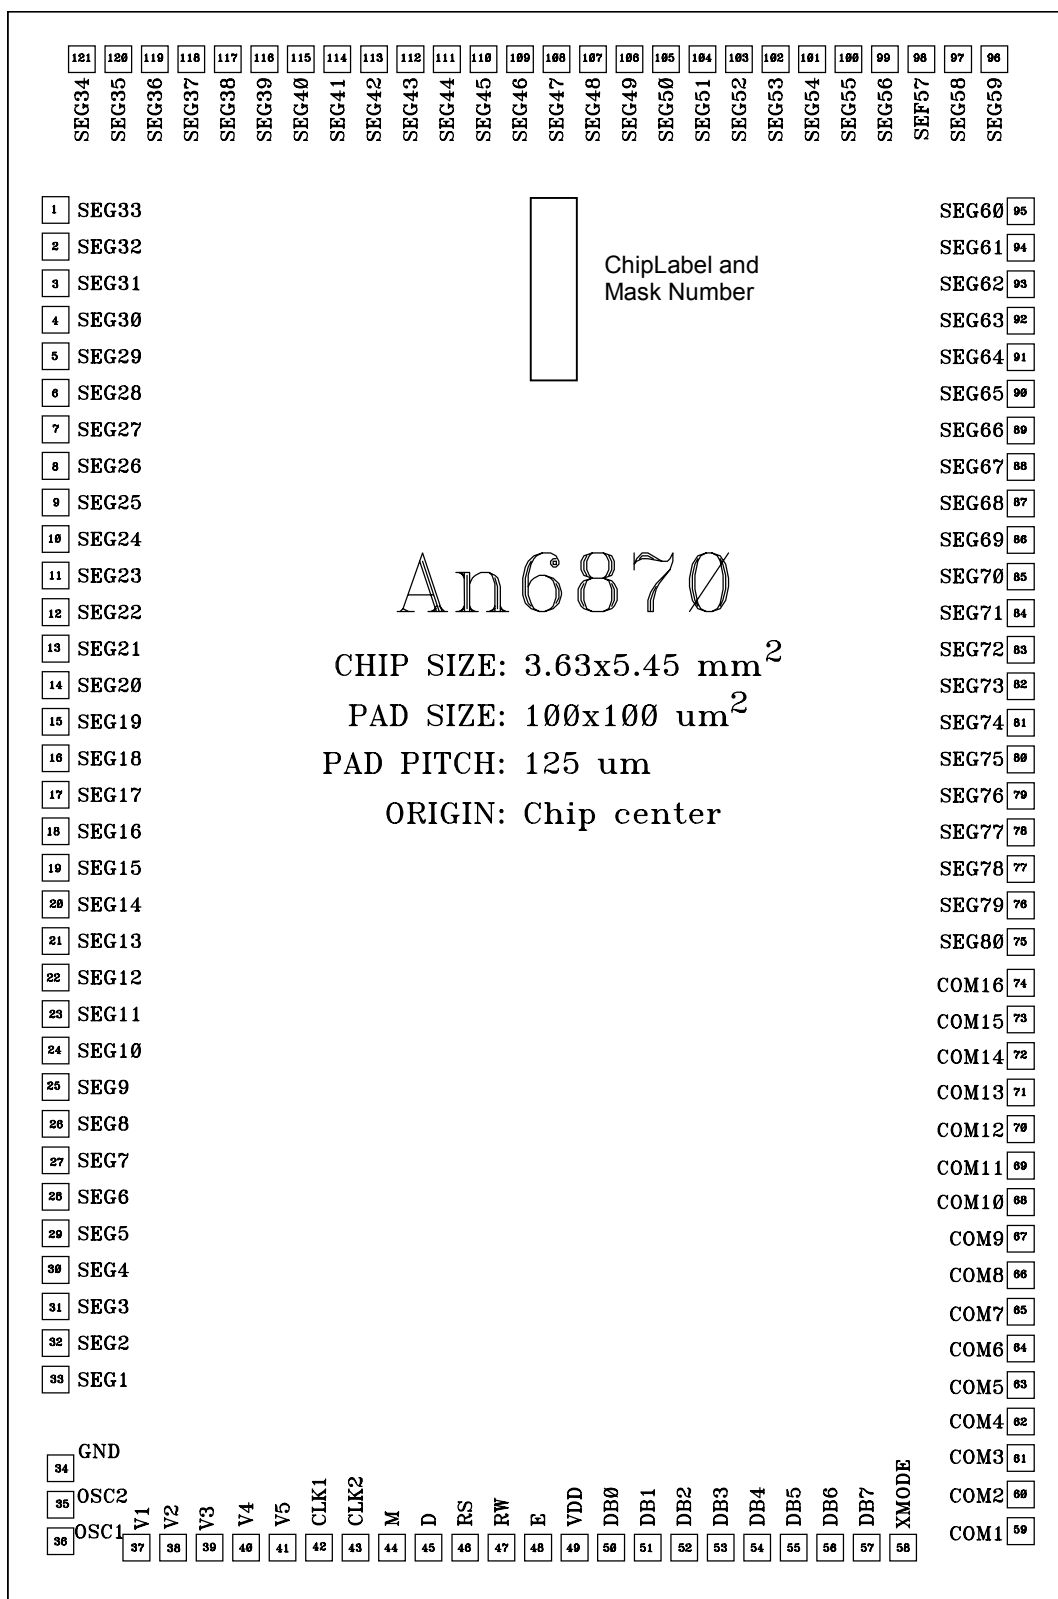 121 120 119 118 117 116 115 114 113 112 111 110 109 108 107 106 105 104 103 102 101 100 99 98 97 96
SEG34 SEG35 SEG36 SEG37 SEG38 SEG39 SEG40 SEG41 SEG42 SEG43 SEG44 SEG45 SEG46 SEG47 SEG48 SEG49 SEG50 SEG51 SEG52 SEG53 SEG54 SEG55 SEG56 SEF57 SEG58 SEG59
1 SEG33
2 SEG32
3 SEG31
4 SEG30
5 SEG29
6 SEG28
7 SEG27
8 SEG26
9 SEG25
10 SEG24
11 SEG23
12 SEG22
13 SEG21
14 SEG20
15 SEG19
16 SEG18
17 SEG17
18 SEG16
19 SEG15
20 SEG14
21 SEG13
22 SEG12
23 SEG11
24 SEG10
25 SEG9
26 SEG8
27 SEG7
28 SEG6
29 SEG5
30 SEG4
31 SEG3
32 SEG2
33 SEG1
34 GND
35 OSC2
36 OSC1
ChipLabel and
Mask Number
An6870
CHIP SIZE: 3.63x5.45 mm²
PAD SIZE: 100x100 um²
PAD PITCH: 125 um
ORIGIN: Chip center
SEG60 95
SEG61 94
SEG62 93
SEG63 92
SEG64 91
SEG65 90
SEG66 89
SEG67 88
SEG68 87
SEG69 86
SEG70 85
SEG71 84
SEG72 83
SEG73 82
SEG74 81
SEG75 80
SEG76 79
SEG77 78
SEG78 77
SEG79 76
SEG80 75
COM16 74
COM15 73
COM14 72
COM13 71
COM12 70
COM11 69
COM10 68
COM9 67
COM8 66
COM7 65
COM6 64
COM5 63
COM4 62
COM3 61
COM2 60
COM1 59
V1 V2 V3 V4 V5 CLK1 CLK2 M D RS RW E VDD DB0 DB1 DB2 DB3 DB4 DB5 DB6 DB7 XMODE
37 38 39 40 41 42 43 44 45 46 47 48 49 50 51 52 53 54 55 56 57 58